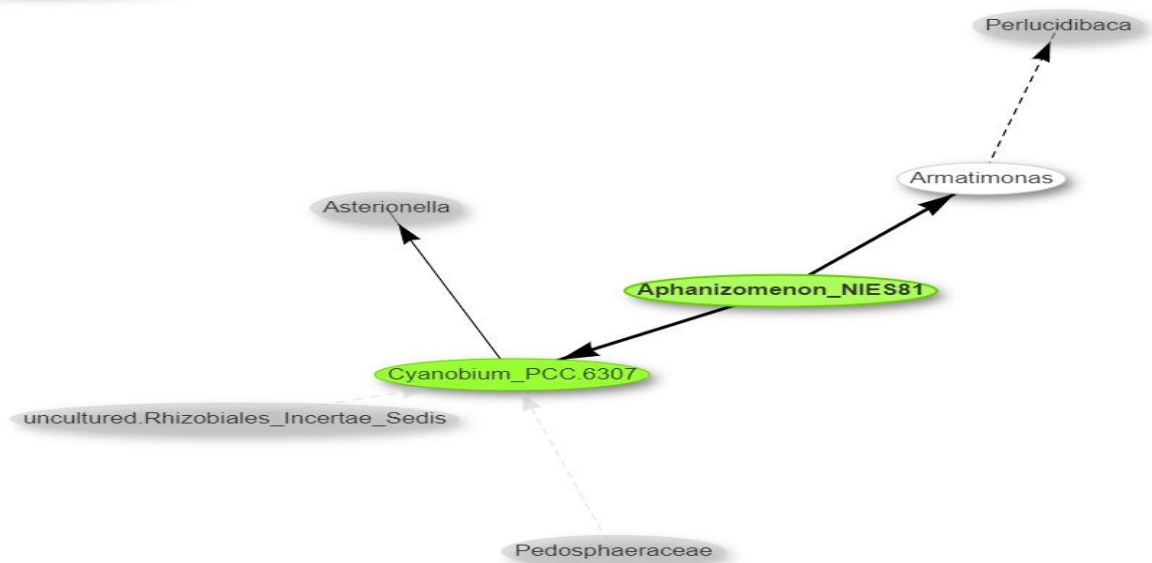 Perlucidibaca
Armatimonas
Asterionella
Aphanizomenon_NIES81
Cyanobium_PCC.6307
uncultured.Rhizobiales_Incertae_Sedis
Pedosphaeraceae